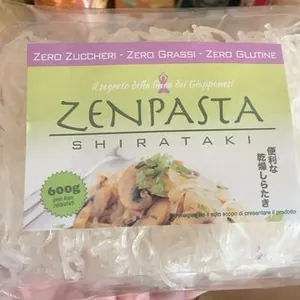 ZERO ZUCCHERI - ZERO GRASSI - ZERO GLUTINE
il segreto della dei Giapponesi
ZENPASTA
SHIRATAKI
便利な
乾燥しらたき
600g